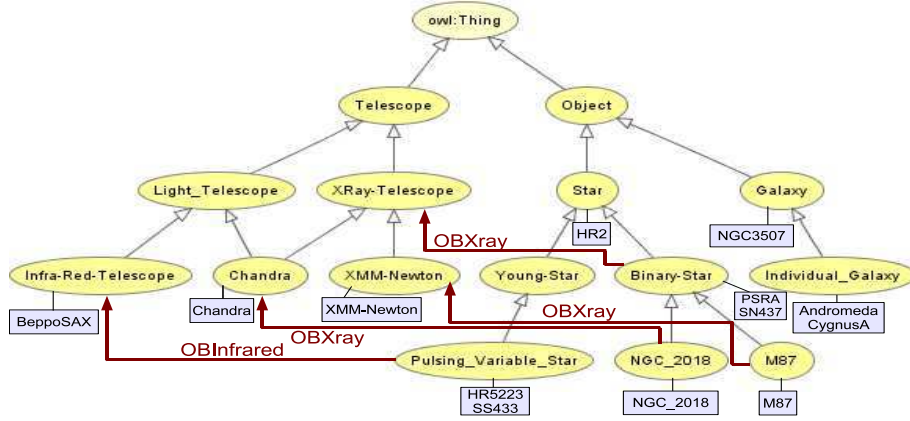 owl:Thing
Telescope
Object
Light_Telescope
XRay-Telescope
Star
Galaxy
HR2
NGC3507
OBXray
Infra-Red-Telescope
Chandra
XMM-Newton
Young-Star
Binary-Star
Individual_Galaxy
BeppoSAX
Chandra
XMM-Newton
PSRA
SN437
Andromeda
CygnusA
OBInfrared
OBXray
OBXray
Pulsing_Variable_Star
NGC_2018
M87
HR5223
SS433
NGC_2018
M87